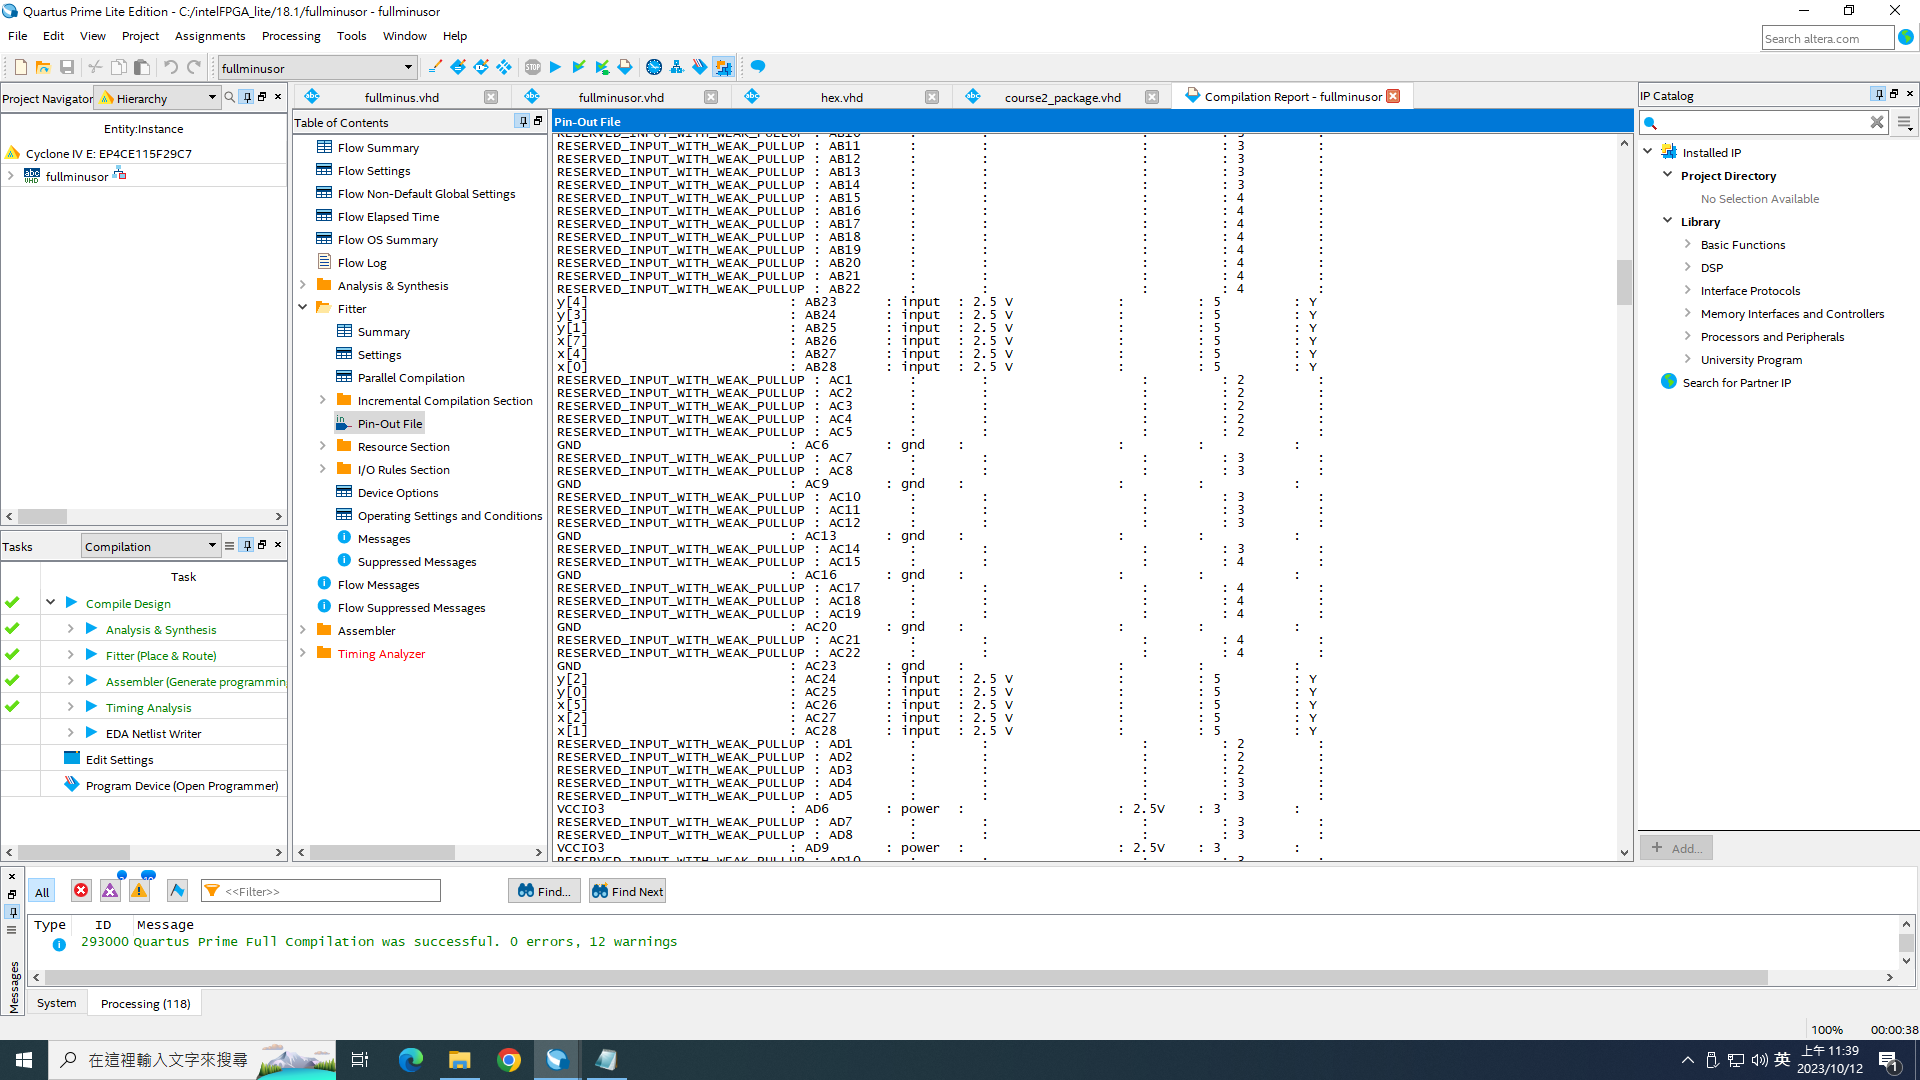 Quartus Prime Lite Edition - C:/intelFPGA_lite/18.1/fullminusor - fullminusor
File Edit View Project Assignments Processing Tools Window Help
Search altera.com
fullminusor
Project Navigator Hierarchy
Entity:Instance
Cyclone IV E: EP4CE115F29C7
fullminusor
Tasks Compilation
Task
Compile Design
Analysis & Synthesis
Fitter (Place & Route)
Assembler (Generate programmin
Timing Analysis
EDA Netlist Writer
Edit Settings
Program Device (Open Programmer)
fullminus.vhd
fullminusor.vhd
hex.vhd
course2_package.vhd
Compilation Report - fullminusor
Table of Contents
Flow Summary
Flow Settings
Flow Non-Default Global Settings
Flow Elapsed Time
Flow OS Summary
Flow Log
Analysis & Synthesis
Fitter
Summary
Settings
Parallel Compilation
Incremental Compilation Section
Pin-Out File
Resource Section
I/O Rules Section
Device Options
Operating Settings and Conditions
Messages
Suppressed Messages
Flow Messages
Flow Suppressed Messages
Assembler
Timing Analyzer
Pin-Out File
RESERVED_INPUT_WITH_WEAK_PULLUP : AB10 : : : : 3 :
RESERVED_INPUT_WITH_WEAK_PULLUP : AB11 : : : : 3 :
RESERVED_INPUT_WITH_WEAK_PULLUP : AB12 : : : : 3 :
RESERVED_INPUT_WITH_WEAK_PULLUP : AB13 : : : : 3 :
RESERVED_INPUT_WITH_WEAK_PULLUP : AB14 : : : : 3 :
RESERVED_INPUT_WITH_WEAK_PULLUP : AB15 : : : : 4 :
RESERVED_INPUT_WITH_WEAK_PULLUP : AB16 : : : : 4 :
RESERVED_INPUT_WITH_WEAK_PULLUP : AB17 : : : : 4 :
RESERVED_INPUT_WITH_WEAK_PULLUP : AB18 : : : : 4 :
RESERVED_INPUT_WITH_WEAK_PULLUP : AB19 : : : : 4 :
RESERVED_INPUT_WITH_WEAK_PULLUP : AB20 : : : : 4 :
RESERVED_INPUT_WITH_WEAK_PULLUP : AB21 : : : : 4 :
RESERVED_INPUT_WITH_WEAK_PULLUP : AB22 : : : : 4 :
y[4] : AB23 : input : 2.5 V : : 5 : Y
y[3] : AB24 : input : 2.5 V : : 5 : Y
y[1] : AB25 : input : 2.5 V : : 5 : Y
x[7] : AB26 : input : 2.5 V : : 5 : Y
x[4] : AB27 : input : 2.5 V : : 5 : Y
x[0] : AB28 : input : 2.5 V : : 5 : Y
RESERVED_INPUT_WITH_WEAK_PULLUP : AC1 : : : : 2 :
RESERVED_INPUT_WITH_WEAK_PULLUP : AC2 : : : : 2 :
RESERVED_INPUT_WITH_WEAK_PULLUP : AC3 : : : : 2 :
RESERVED_INPUT_WITH_WEAK_PULLUP : AC4 : : : : 2 :
RESERVED_INPUT_WITH_WEAK_PULLUP : AC5 : : : : 2 :
GND : AC6 : gnd : : : :
RESERVED_INPUT_WITH_WEAK_PULLUP : AC7 : : : : 3 :
RESERVED_INPUT_WITH_WEAK_PULLUP : AC8 : : : : 3 :
GND : AC9 : gnd : : : :
RESERVED_INPUT_WITH_WEAK_PULLUP : AC10 : : : : 3 :
RESERVED_INPUT_WITH_WEAK_PULLUP : AC11 : : : : 3 :
RESERVED_INPUT_WITH_WEAK_PULLUP : AC12 : : : : 3 :
GND : AC13 : gnd : : : :
RESERVED_INPUT_WITH_WEAK_PULLUP : AC14 : : : : 3 :
RESERVED_INPUT_WITH_WEAK_PULLUP : AC15 : : : : 4 :
GND : AC16 : gnd : : : :
RESERVED_INPUT_WITH_WEAK_PULLUP : AC17 : : : : 4 :
RESERVED_INPUT_WITH_WEAK_PULLUP : AC18 : : : : 4 :
RESERVED_INPUT_WITH_WEAK_PULLUP : AC19 : : : : 4 :
GND : AC20 : gnd : : : :
RESERVED_INPUT_WITH_WEAK_PULLUP : AC21 : : : : 4 :
RESERVED_INPUT_WITH_WEAK_PULLUP : AC22 : : : : 4 :
GND : AC23 : gnd : : : :
y[2] : AC24 : input : 2.5 V : : 5 : Y
y[0] : AC25 : input : 2.5 V : : 5 : Y
x[5] : AC26 : input : 2.5 V : : 5 : Y
x[2] : AC27 : input : 2.5 V : : 5 : Y
x[1] : AC28 : input : 2.5 V : : 5 : Y
RESERVED_INPUT_WITH_WEAK_PULLUP : AD1 : : : : 2 :
RESERVED_INPUT_WITH_WEAK_PULLUP : AD2 : : : : 2 :
RESERVED_INPUT_WITH_WEAK_PULLUP : AD3 : : : : 2 :
RESERVED_INPUT_WITH_WEAK_PULLUP : AD4 : : : : 3 :
RESERVED_INPUT_WITH_WEAK_PULLUP : AD5 : : : : 3 :
VCCIO3 : AD6 : power : : 2.5V : 3 :
RESERVED_INPUT_WITH_WEAK_PULLUP : AD7 : : : : 3 :
RESERVED_INPUT_WITH_WEAK_PULLUP : AD8 : : : : 3 :
VCCIO3 : AD9 : power : : 2.5V : 3 :
RESERVED_INPUT_WITH_WEAK_PULLUP : AD10 : : : : 3 :
IP Catalog
Installed IP
Project Directory
No Selection Available
Library
Basic Functions
DSP
Interface Protocols
Memory Interfaces and Controllers
Processors and Peripherals
University Program
Search for Partner IP
+ Add...
Messages
All <<Filter>> Find... Find Next
Type ID Message
293000 Quartus Prime Full Compilation was successful. 0 errors, 12 warnings
System Processing (118)
100% 00:00:38
在這裡輸入文字來搜尋
英
上午 11:39
2023/10/12
1